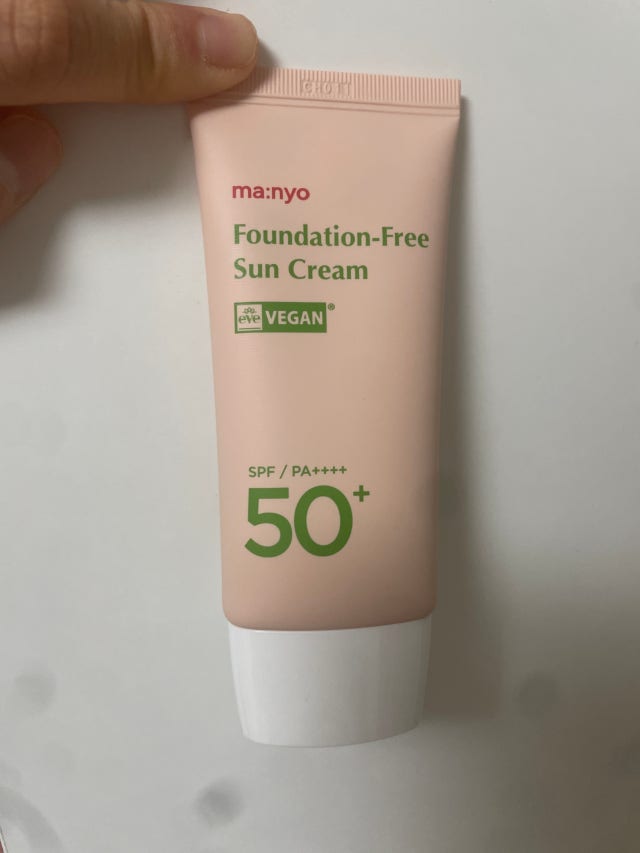 ma:nyo
Foundation-Free
Sun Cream
eve VEGAN®
SPF / PA++++
50+